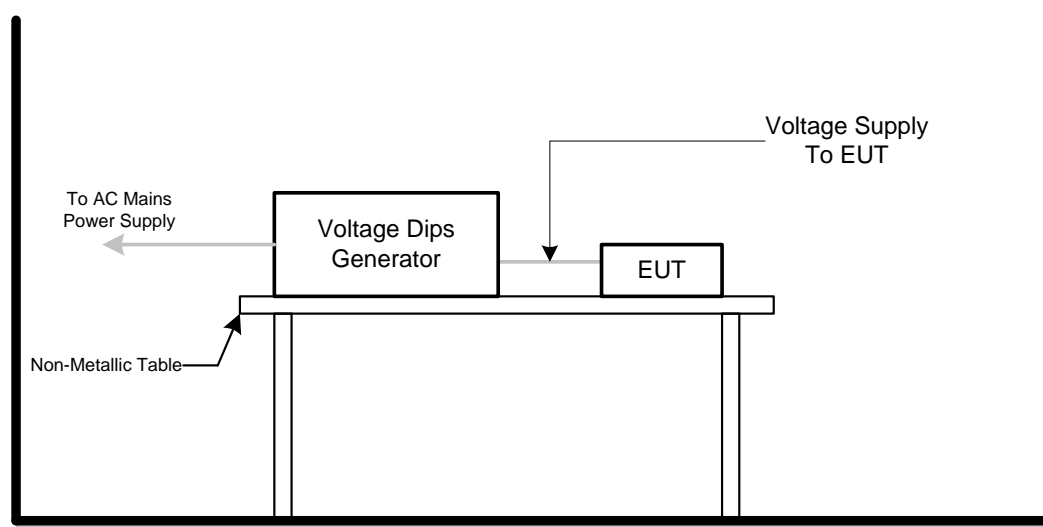 Voltage Supply
To EUT
To AC Mains
Power Supply
Voltage Dips
Generator
EUT
Non-Metallic Table